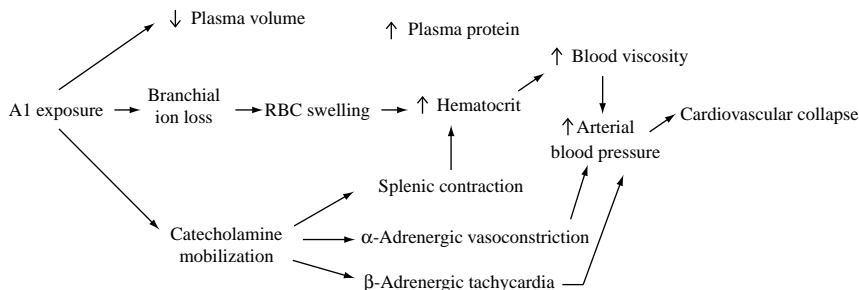 ↓ Plasma volume
↑ Plasma protein
↑ Blood viscosity
A1 exposure
Branchial
ion loss
RBC swelling
↑ Hematocrit
↑ Arterial
blood pressure
Cardiovascular collapse
Splenic contraction
Catecholamine
mobilization
α-Adrenergic vasoconstriction
β-Adrenergic tachycardia